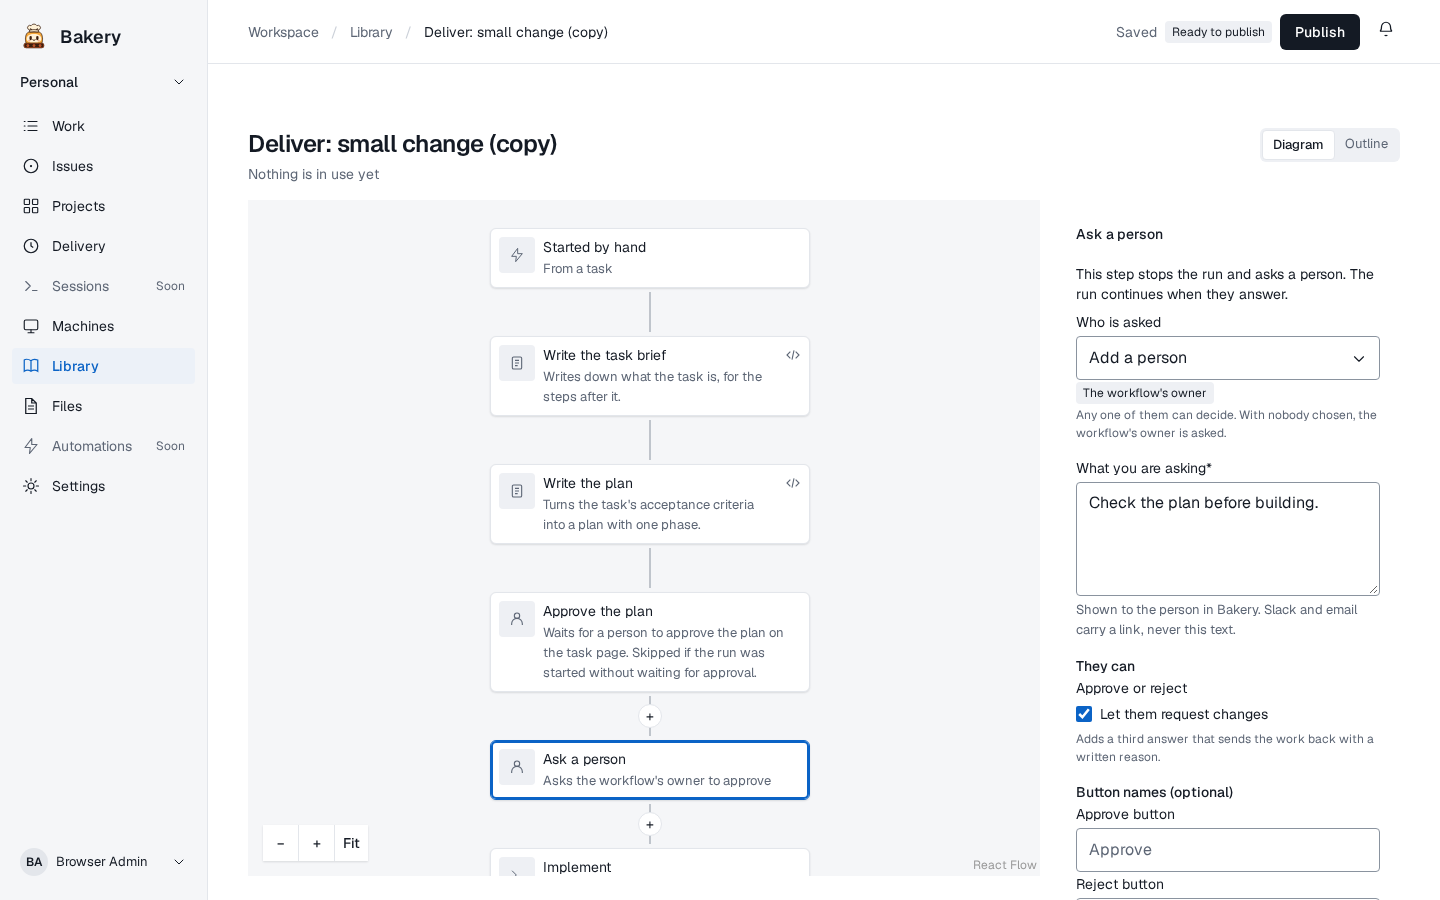 Bakery
Personal
Work
Issues
Projects
Delivery
Sessions Soon
Machines
Library
Files
Automations Soon
Settings
BA Browser Admin
Workspace / Library / Deliver: small change (copy)
Saved Ready to publish Publish
Deliver: small change (copy)
Nothing is in use yet
Diagram Outline
Started by hand
From a task
Write the task brief
Writes down what the task is, for the
steps after it.
Write the plan
Turns the task's acceptance criteria
into a plan with one phase.
Approve the plan
Waits for a person to approve the plan on
the task page. Skipped if the run was
started without waiting for approval.
+
Ask a person
Asks the workflow's owner to approve
+
Implement
− + Fit
React Flow
Ask a person
This step stops the run and asks a person. The
run continues when they answer.
Who is asked
Add a person
The workflow's owner
Any one of them can decide. With nobody chosen, the
workflow's owner is asked.
What you are asking*
Check the plan before building.
Shown to the person in Bakery. Slack and email
carry a link, never this text.
They can
Approve or reject
Let them request changes
Adds a third answer that sends the work back with a
written reason.
Button names (optional)
Approve button
Approve
Reject button